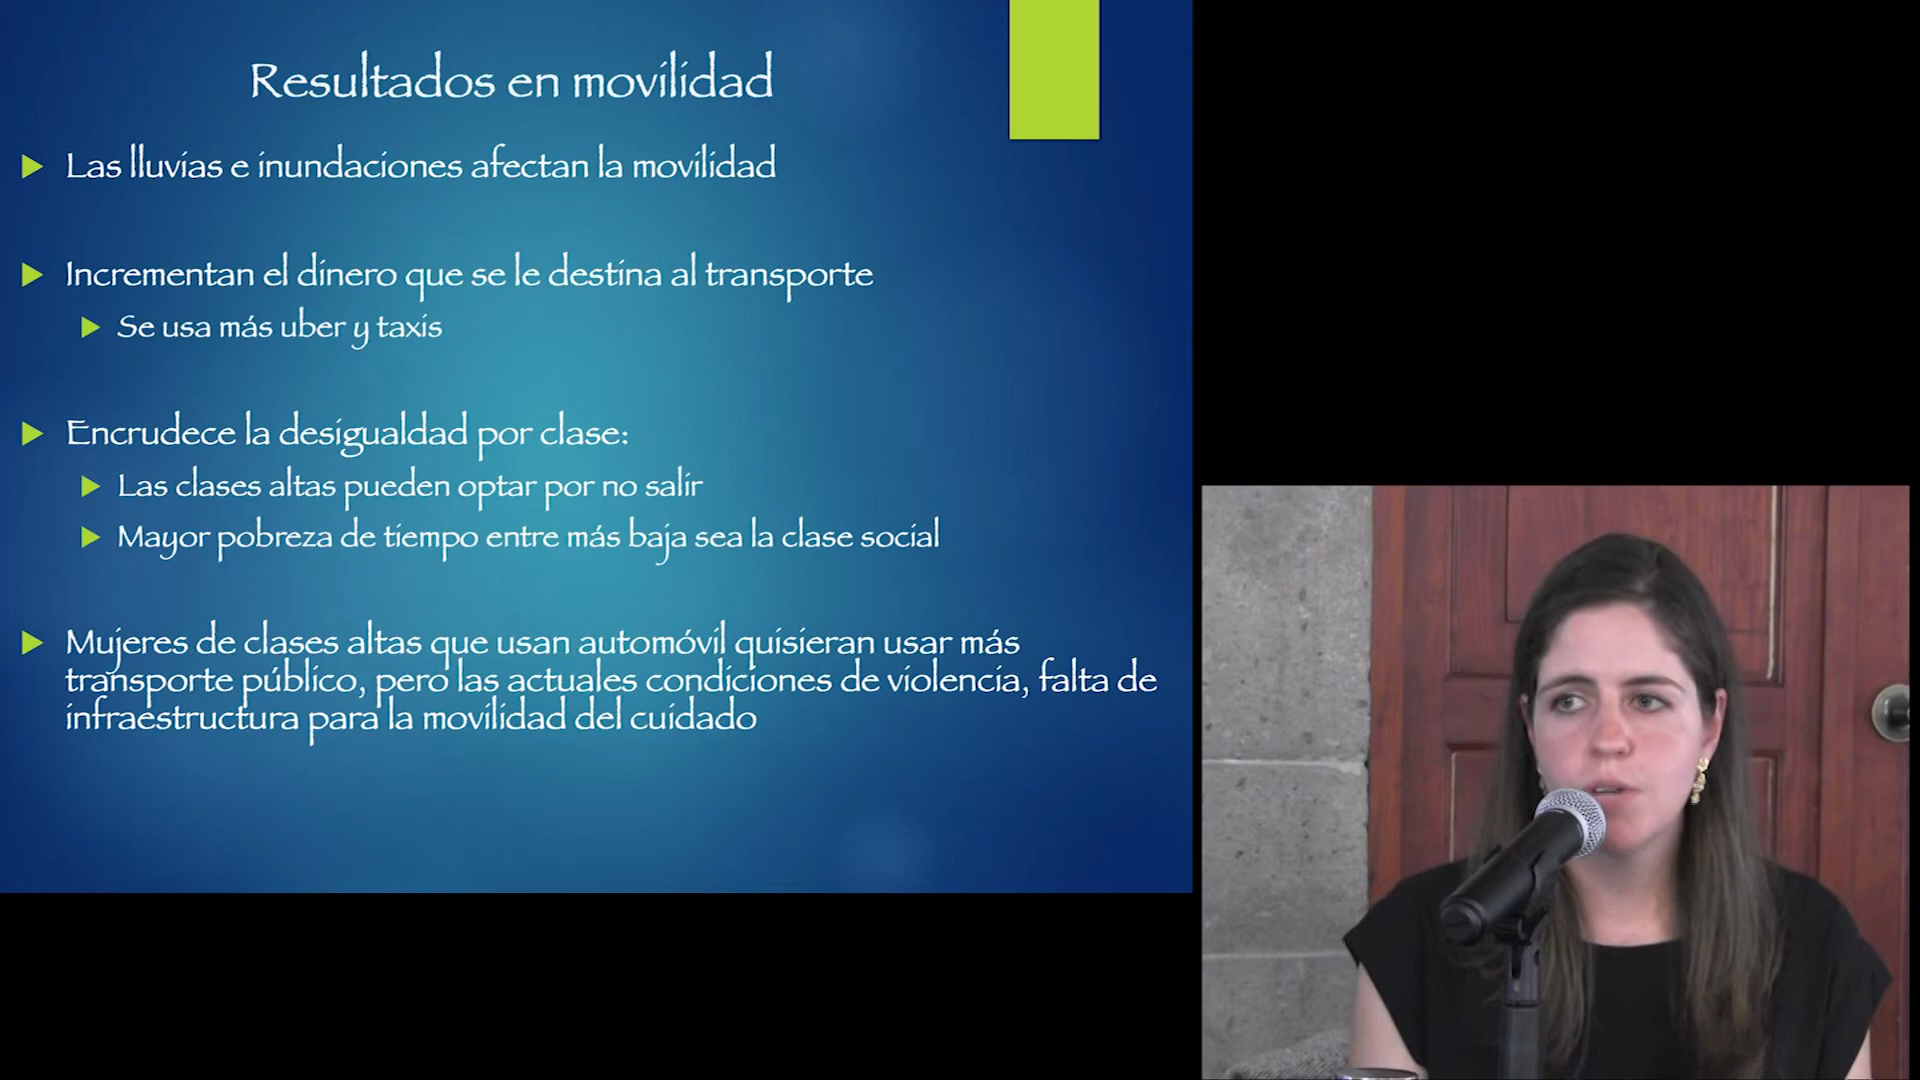 Resultados en movilidad
Las lluvias e inundaciones afectan la movilidad
Incrementan el dinero que se le destina al transporte
Se usa más uber y taxis
Encrudece la desigualdad por clase:
Las clases altas pueden optar por no salir
Mayor pobreza de tiempo entre más baja sea la clase social
Mujeres de clases altas que usan automóvil quisieran usar más
transporte público, pero las actuales condiciones de violencia, falta de
infraestructura para la movilidad del cuidado